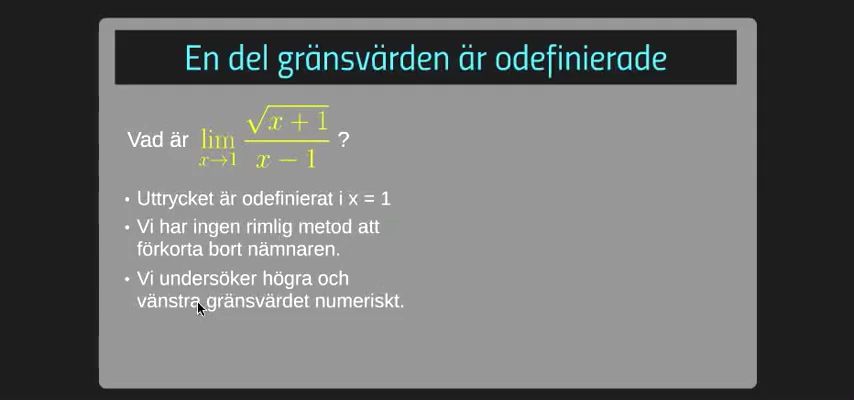 En del gränsvärden är odefinierade
Vad är lim x→1 √(x + 1) / (x − 1) ?
• Uttrycket är odefinierat i x = 1
• Vi har ingen rimlig metod att
förkorta bort nämnaren.
• Vi undersöker högra och
vänstra gränsvärdet numeriskt.